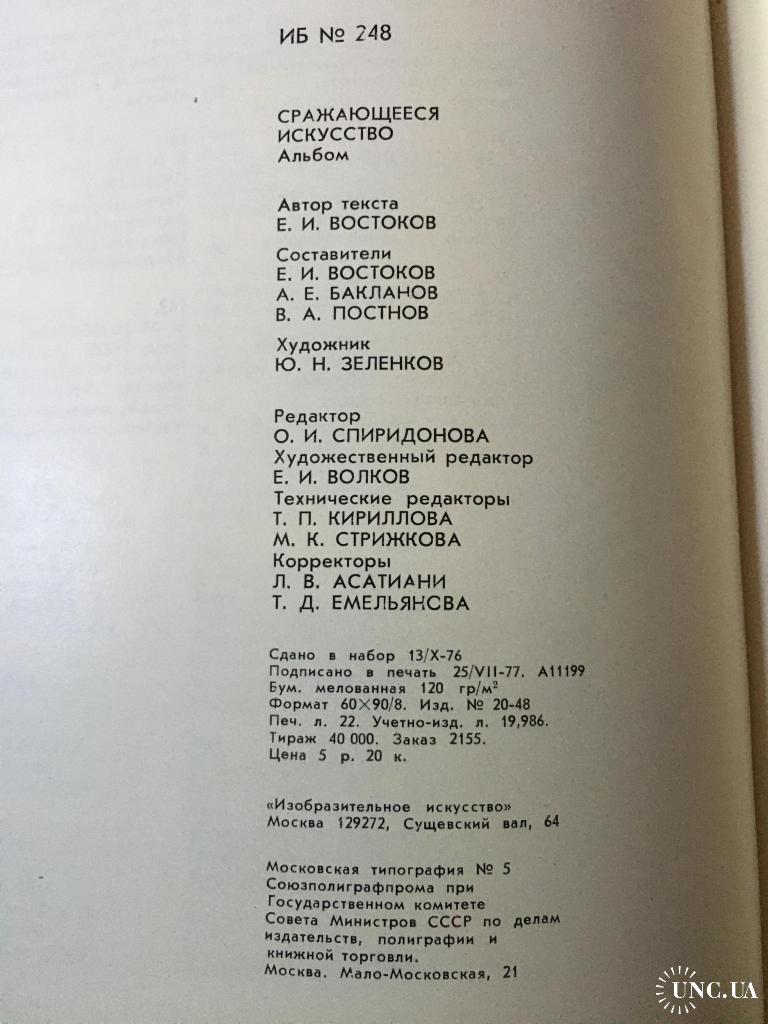 ИБ № 248
СРАЖАЮЩЕЕСЯ
ИСКУССТВО
Альбом
Автор текста
Е. И. ВОСТОКОВ
Составители
Е. И. ВОСТОКОВ
А. Е. БАКЛАНОВ
В. А. ПОСТНОВ
Художник
Ю. Н. ЗЕЛЕНКОВ
Редактор
О. И. СПИРИДОНОВА
Художественный редактор
Е. И. ВОЛКОВ
Технические редакторы
Т. П. КИРИЛЛОВА
М. К. СТРИЖКОВА
Корректоры
Л. В. АСАТИАНИ
Т. Д. ЕМЕЛЬЯНОВА
Сдано в набор 13/X-76
Подписано в печать 25/VII-77. А11199
Бум. мелованная 120 гр/м²
Формат 60×90/8. Изд. № 20-48
Печ. л. 22. Учетно-изд. л. 19,986.
Тираж 40 000. Заказ 2155.
Цена 5 р. 20 к.
«Изобразительное искусство»
Москва 129272, Сущевский вал, 64
Московская типография № 5
Союзполиграфпрома при
Государственном комитете
Совета Министров СССР по делам
издательств, полиграфии и
книжной торговли.
Москва. Мало-Московская, 21
UNC.UA